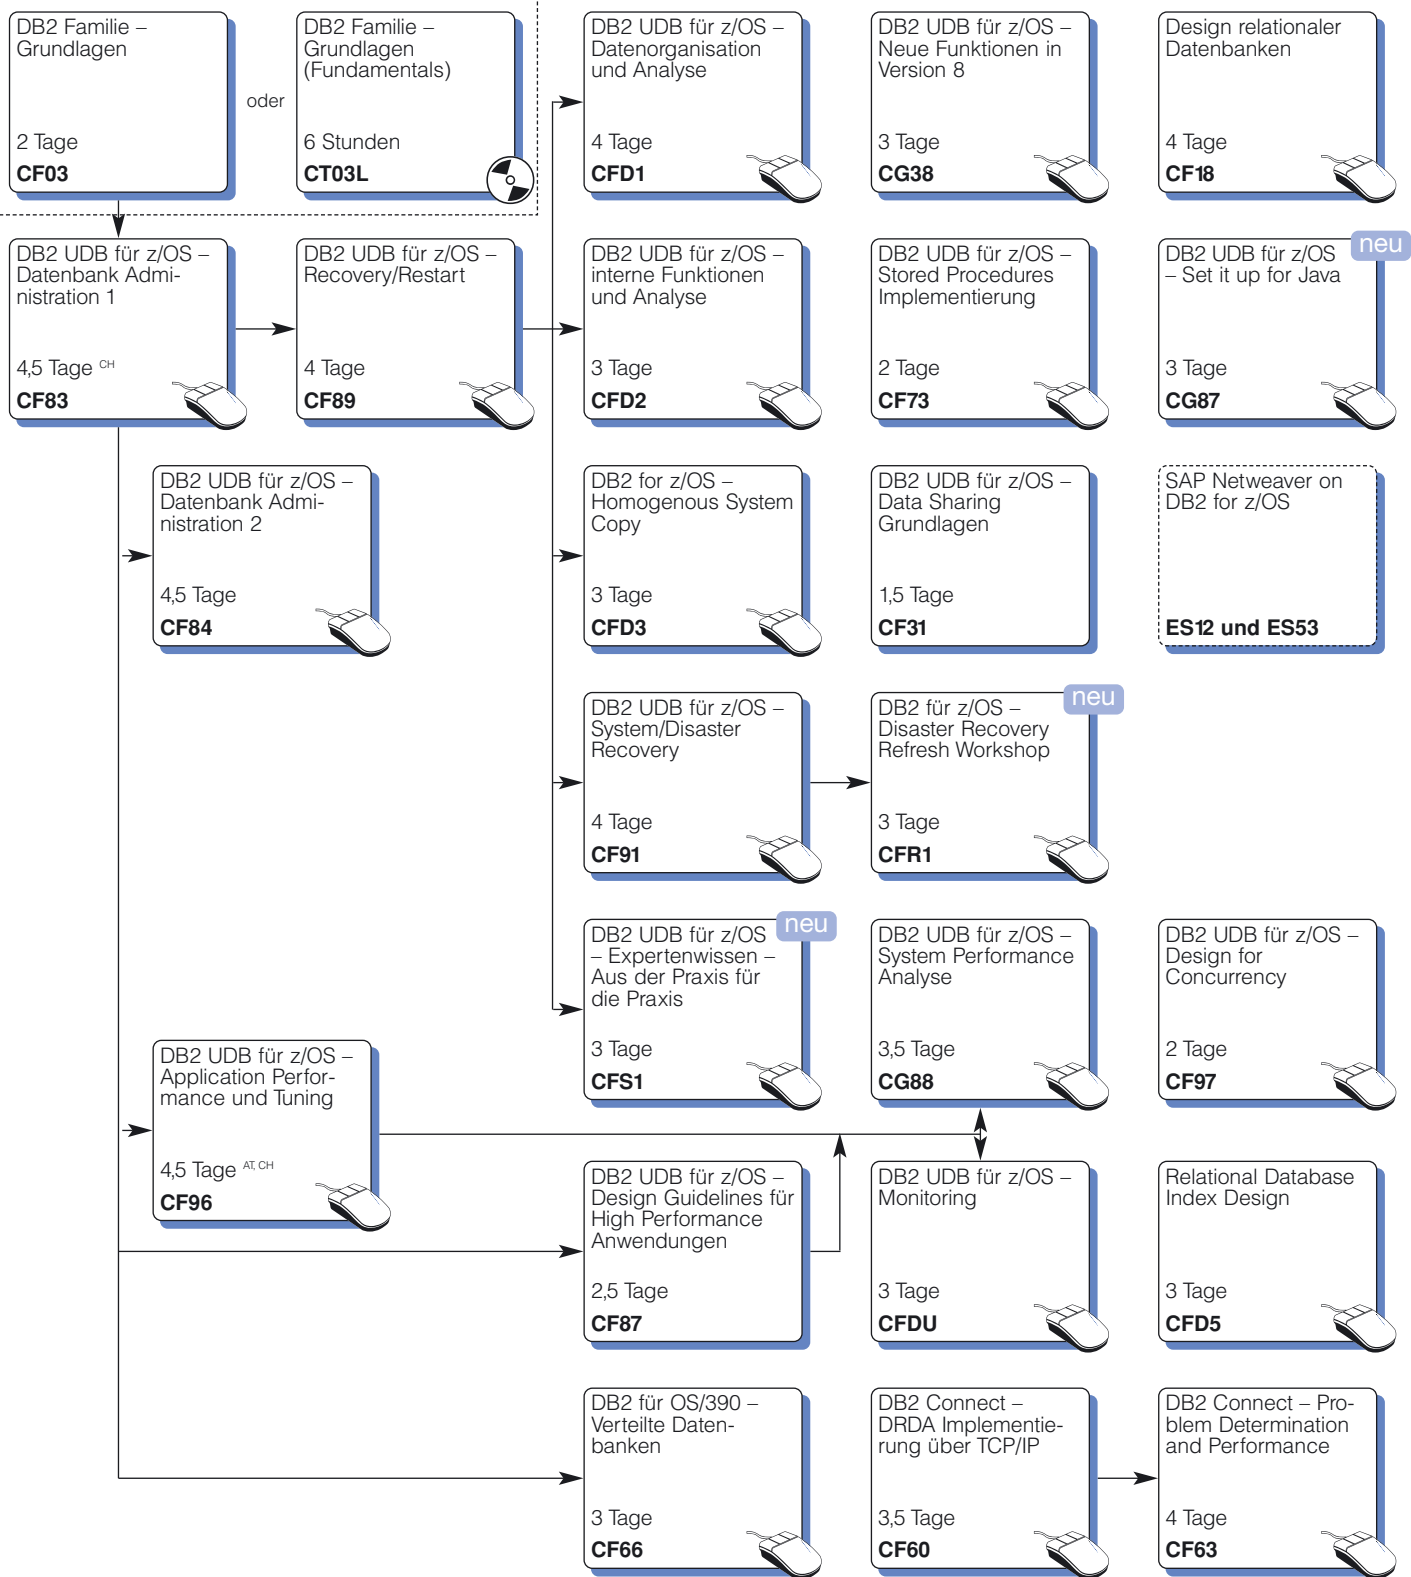 DB2 Familie –
Grundlagen
2 Tage
CF03
oder
DB2 Familie –
Grundlagen
(Fundamentals)
6 Stunden
CT03L
DB2 UDB für z/OS –
Datenorganisation
und Analyse
4 Tage
CFD1
DB2 UDB für z/OS –
Neue Funktionen in
Version 8
3 Tage
CG38
Design relationaler
Datenbanken
4 Tage
CF18
DB2 UDB für z/OS –
Datenbank Admi-
nistration 1
4,5 Tage CH
CF83
DB2 UDB für z/OS –
Recovery/Restart
4 Tage
CF89
DB2 UDB für z/OS –
interne Funktionen
und Analyse
3 Tage
CFD2
DB2 UDB für z/OS –
Stored Procedures
Implementierung
2 Tage
CF73
neu
DB2 UDB für z/OS
– Set it up for Java
3 Tage
CG87
DB2 UDB für z/OS –
Datenbank Admi-
nistration 2
4,5 Tage
CF84
DB2 for z/OS –
Homogenous System
Copy
3 Tage
CFD3
DB2 UDB für z/OS –
Data Sharing
Grundlagen
1,5 Tage
CF31
SAP Netweaver on
DB2 for z/OS
ES12 und ES53
DB2 UDB für z/OS –
System/Disaster
Recovery
4 Tage
CF91
neu
DB2 für z/OS –
Disaster Recovery
Refresh Workshop
3 Tage
CFR1
neu
DB2 UDB für z/OS
– Expertenwissen –
Aus der Praxis für
die Praxis
3 Tage
CFS1
DB2 UDB für z/OS –
System Performance
Analyse
3,5 Tage
CG88
DB2 UDB für z/OS –
Design for
Concurrency
2 Tage
CF97
DB2 UDB für z/OS –
Application Perfor-
mance und Tuning
4,5 Tage AT, CH
CF96
DB2 UDB für z/OS –
Design Guidelines für
High Performance
Anwendungen
2,5 Tage
CF87
DB2 UDB für z/OS –
Monitoring
3 Tage
CFDU
Relational Database
Index Design
3 Tage
CFD5
DB2 für OS/390 –
Verteilte Daten-
banken
3 Tage
CF66
DB2 Connect –
DRDA Implementie-
rung über TCP/IP
3,5 Tage
CF60
DB2 Connect – Pro-
blem Determination
and Performance
4 Tage
CF63